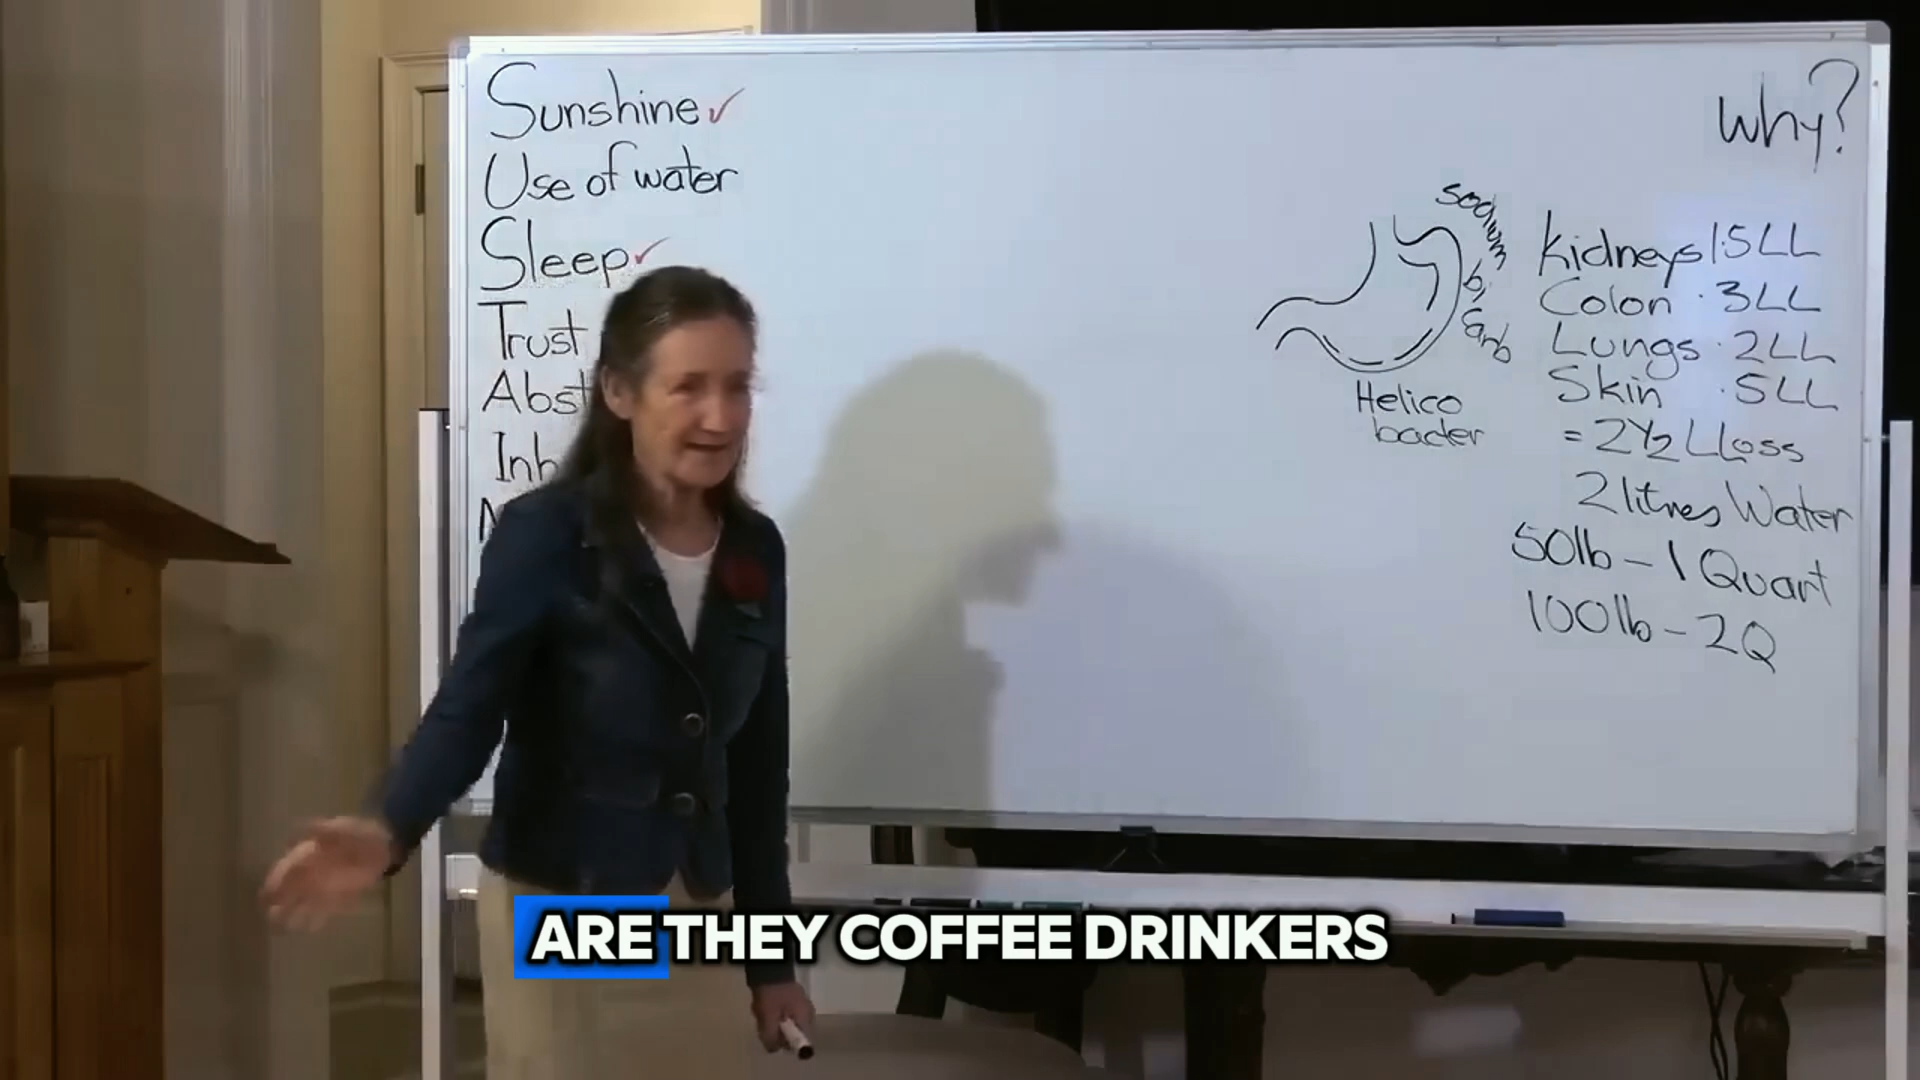 Sunshine✓
Use of water
Sleep✓
Trust
Abst
Inh
Why?
Sodium
bi
Carb
Helico
bacter
Kidneys 1.5LL
Colon .3LL
Lungs .2LL
Skin .5LL
= 2½ L Loss
2 litres Water
50lb - 1 Quart
100lb - 2Q
ARE THEY COFFEE DRINKERS